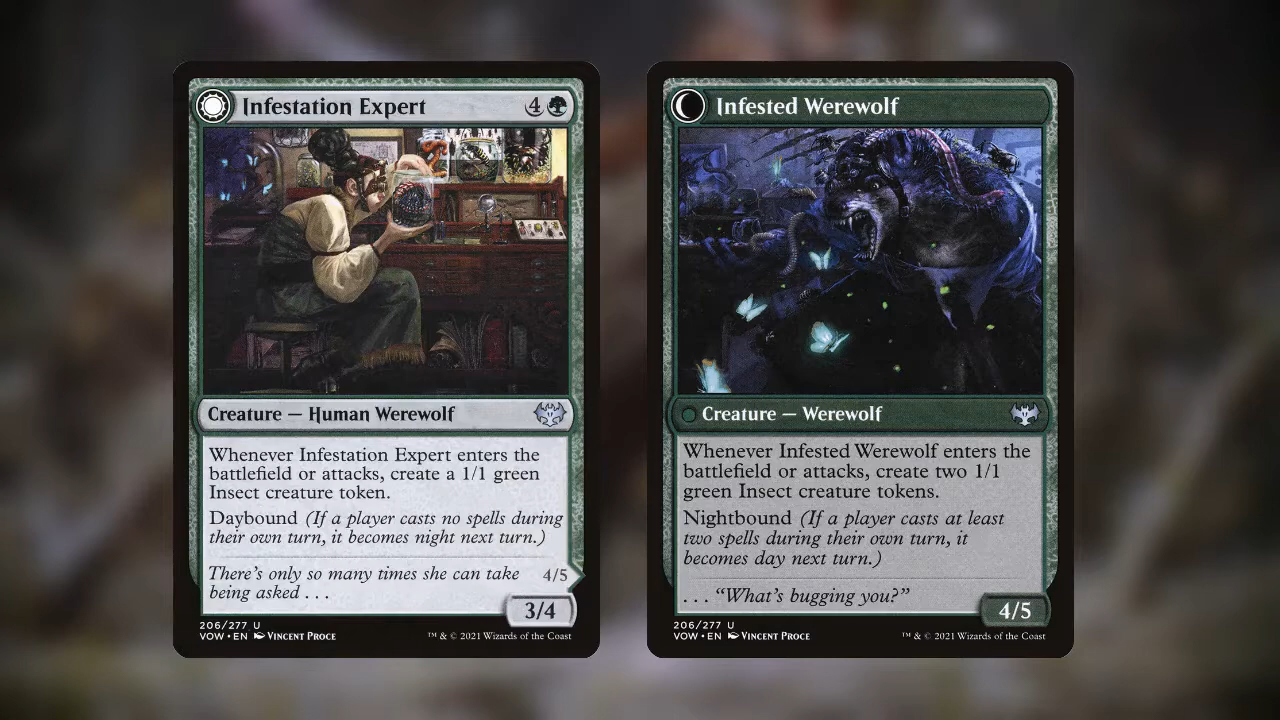 Infestation Expert 4
Creature — Human Werewolf
Whenever Infestation Expert enters the
battlefield or attacks, create a 1/1 green
Insect creature token.
Daybound (If a player casts no spells during
their own turn, it becomes night next turn.)
There's only so many times she can take
being asked . . .
4/5
3/4
206/277 U
VOW • EN Vincent Proce
™ & © 2021 Wizards of the Coast
Infested Werewolf
Creature — Werewolf
Whenever Infested Werewolf enters the
battlefield or attacks, create two 1/1
green Insect creature tokens.
Nightbound (If a player casts at least
two spells during their own turn, it
becomes day next turn.)
. . . “What's bugging you?”
4/5
206/277 U
VOW • EN Vincent Proce
™ & © 2021 Wizards of the Coast